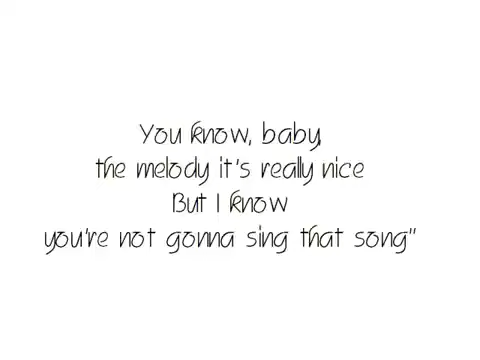 You know, baby,
the melody it's really nice
But I know
you're not gonna sing that song"